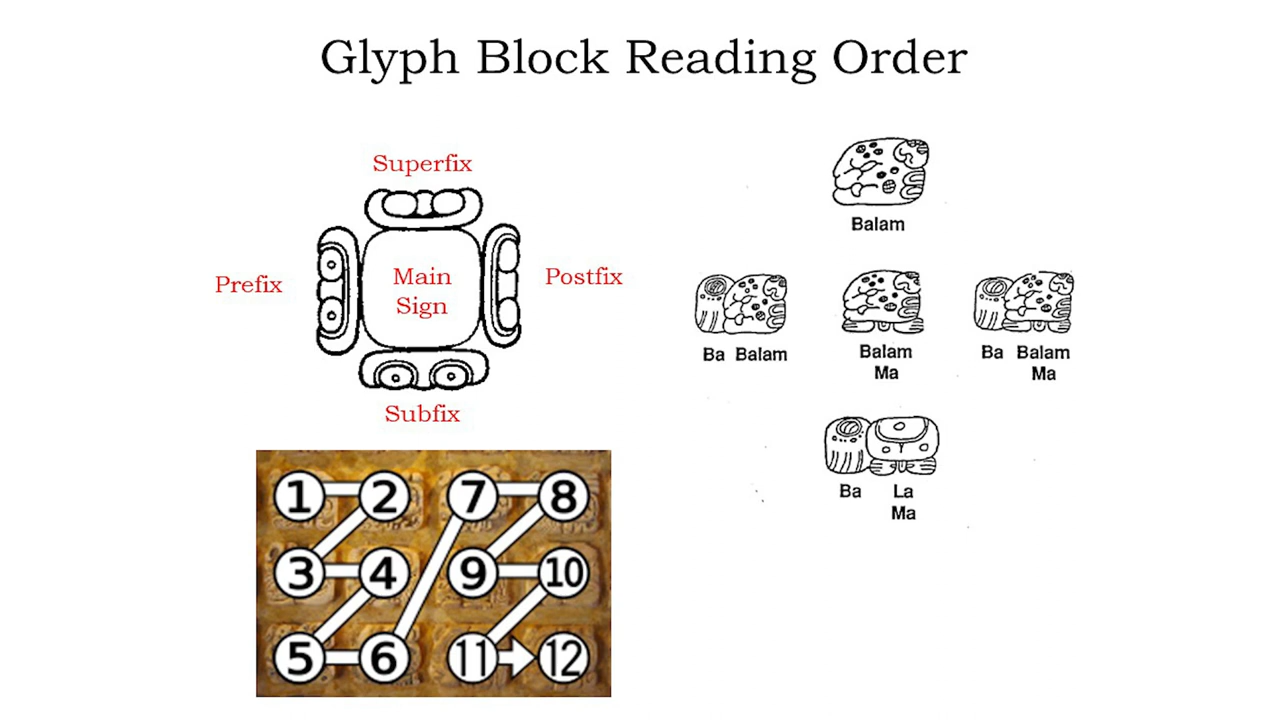 Glyph Block Reading Order
Superfix
Prefix
Main
Sign
Postfix
Subfix
Balam
Ba Balam
Balam
Ma
Ba Balam
Ma
Ba La
Ma
1 2 7 8
3 4 9 10
5 6 11 12